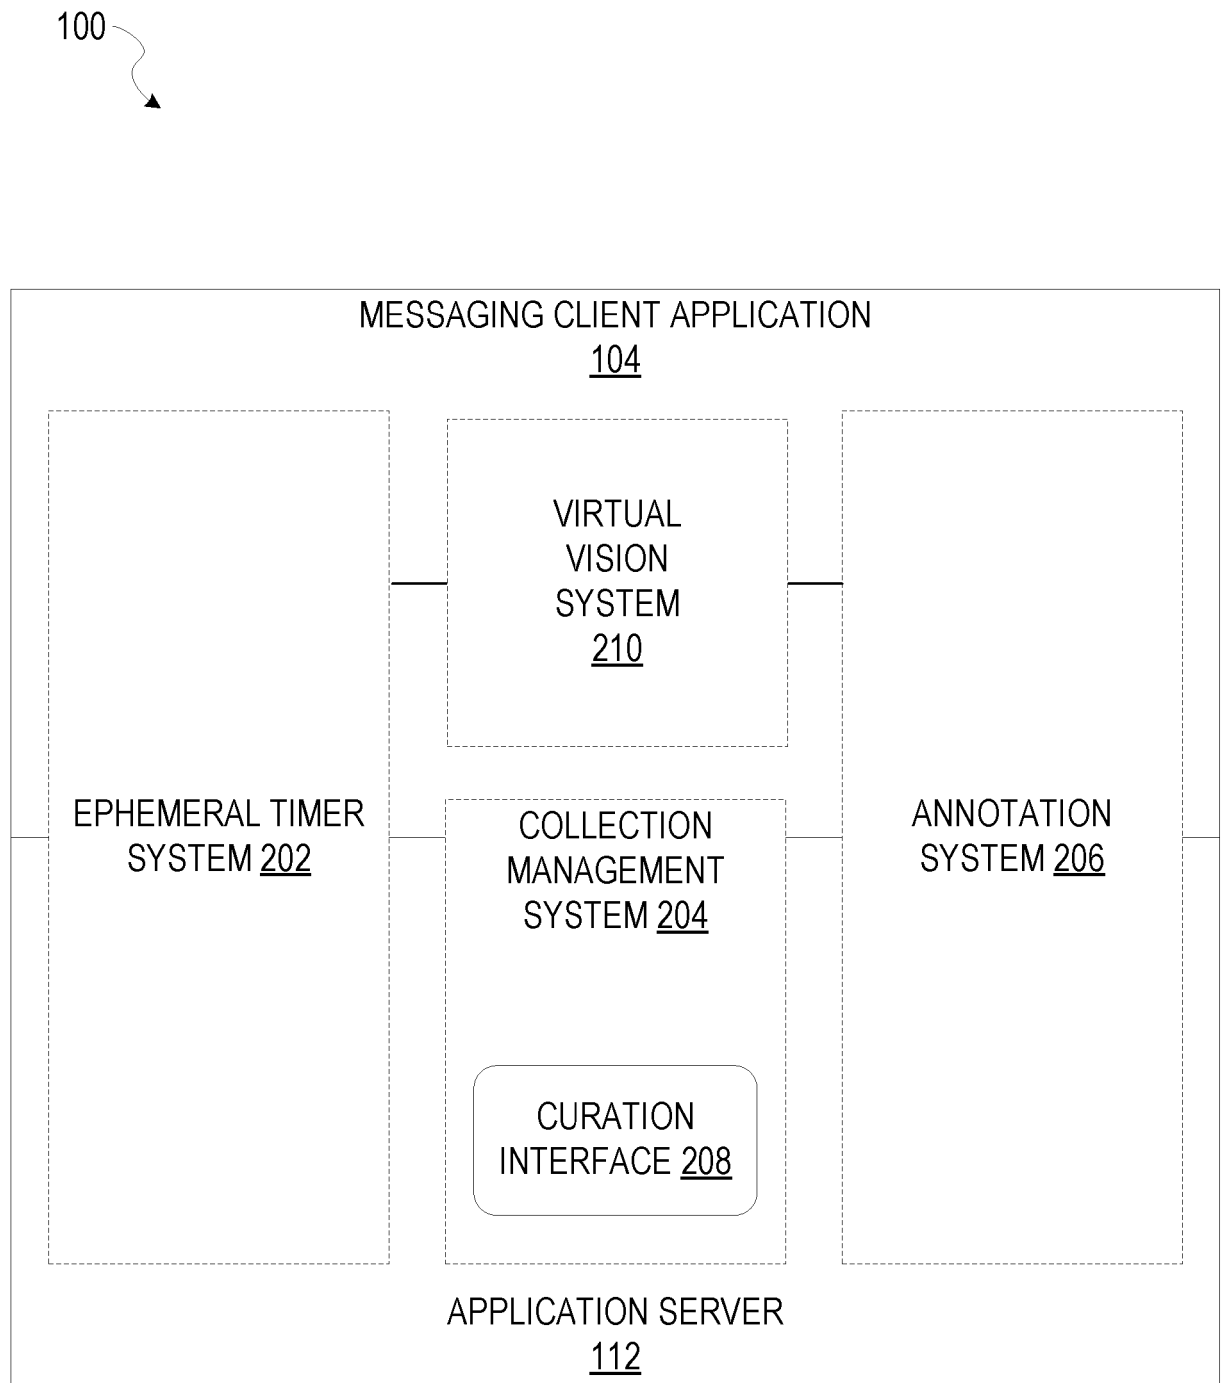 100
MESSAGING CLIENT APPLICATION
104
VIRTUAL
VISION
SYSTEM
210
EPHEMERAL TIMER
SYSTEM 202
COLLECTION
MANAGEMENT
SYSTEM 204
ANNOTATION
SYSTEM 206
CURATION
INTERFACE 208
APPLICATION SERVER
112